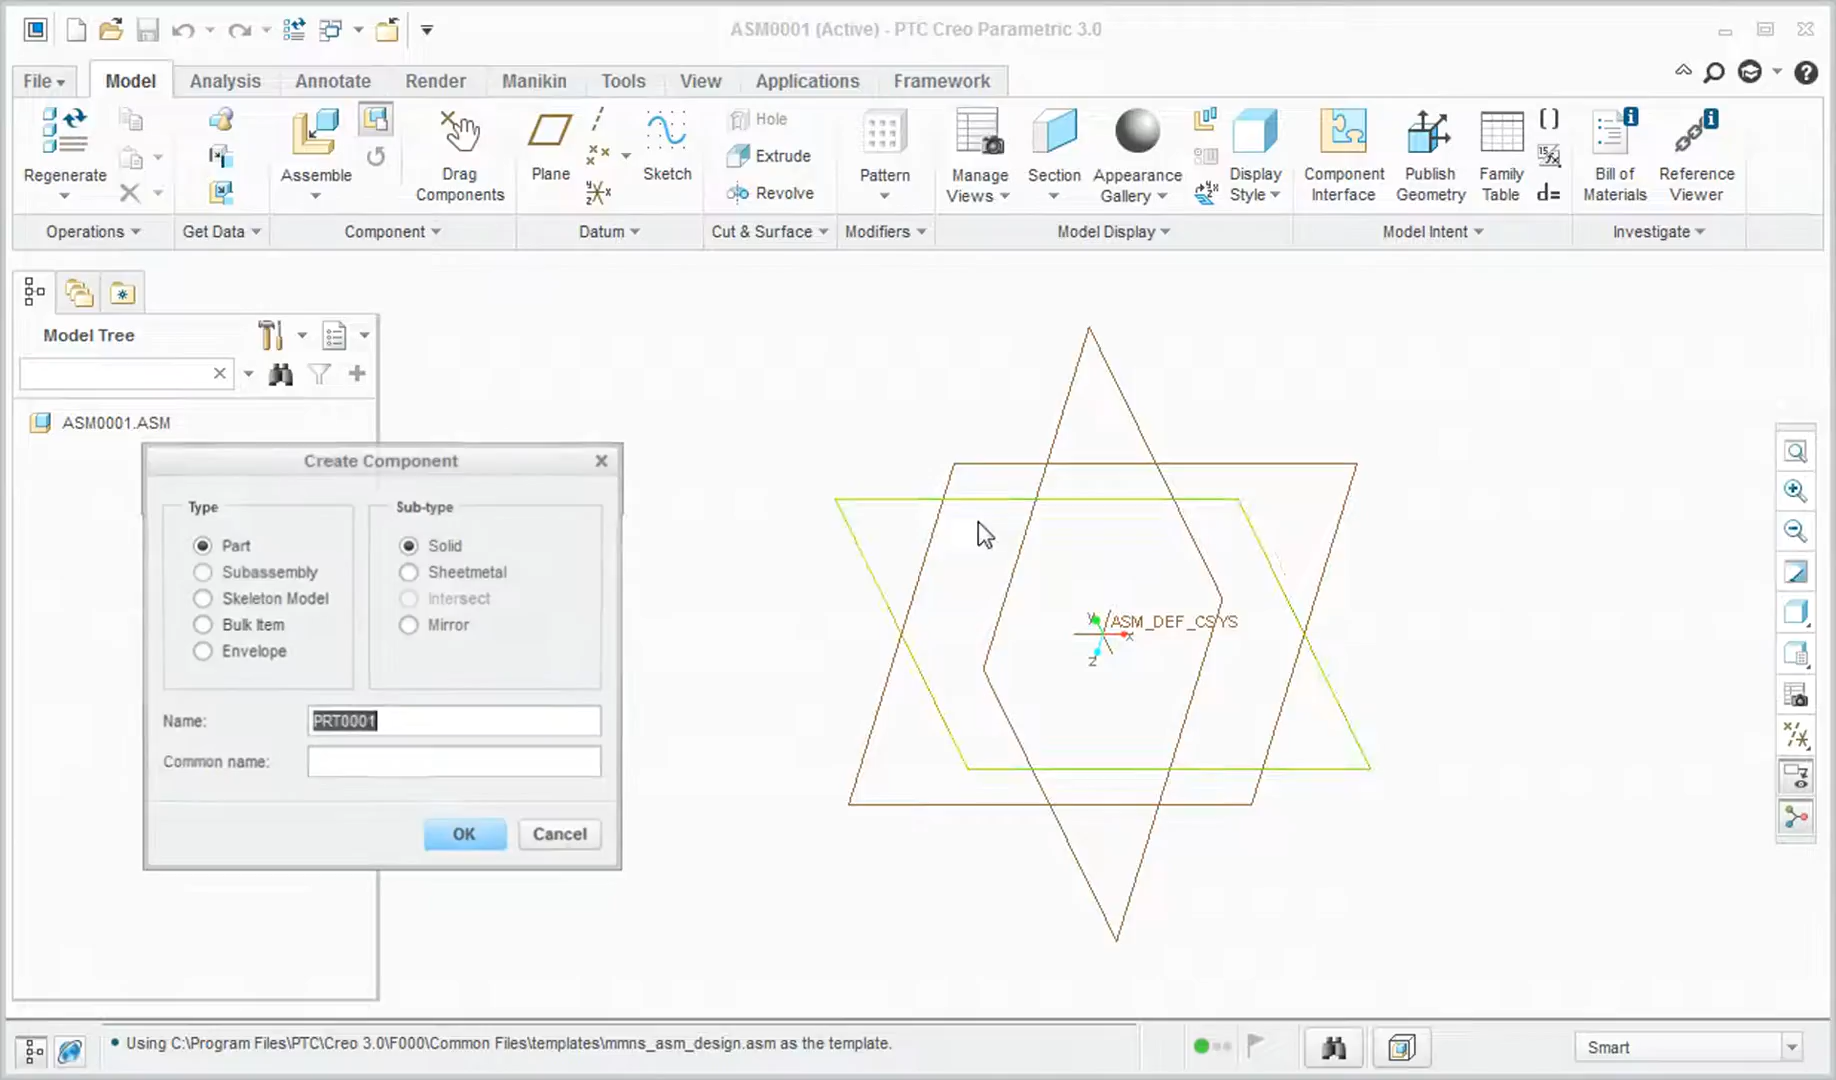 ASM0001 (Active) - PTC Creo Parametric 3.0
File
Model
Analysis
Annotate
Render
Manikin
Tools
View
Applications
Framework
Regenerate
Assemble
Drag
Components
Plane
Sketch
Hole
Extrude
Revolve
Pattern
Manage
Views
Section
Appearance
Gallery
Display
Style
Component
Interface
Publish
Geometry
Family
Table
d=
Bill of
Materials
Reference
Viewer
Operations
Get Data
Component
Datum
Cut & Surface
Modifiers
Model Display
Model Intent
Investigate
Model Tree
ASM0001.ASM
Create Component
Type
Sub-type
Part
Solid
Subassembly
Sheetmetal
Skeleton Model
Intersect
Bulk Item
Mirror
Envelope
Name:
PRT0001
Common name:
OK
Cancel
y
ASM_DEF_CSYS
x
z
Using C:\Program Files\PTC\Creo 3.0\F000\Common Files\templates\mmns_asm_design.asm as the template.
Smart